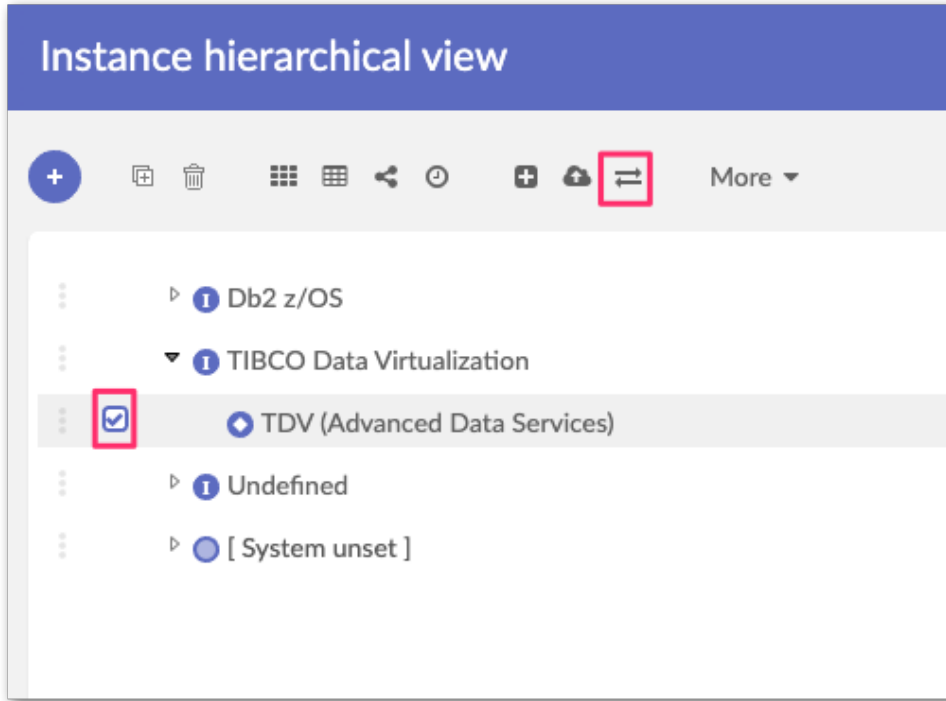 Instance hierarchical view
More
Db2 z/OS
TIBCO Data Virtualization
TDV (Advanced Data Services)
Undefined
[ System unset ]